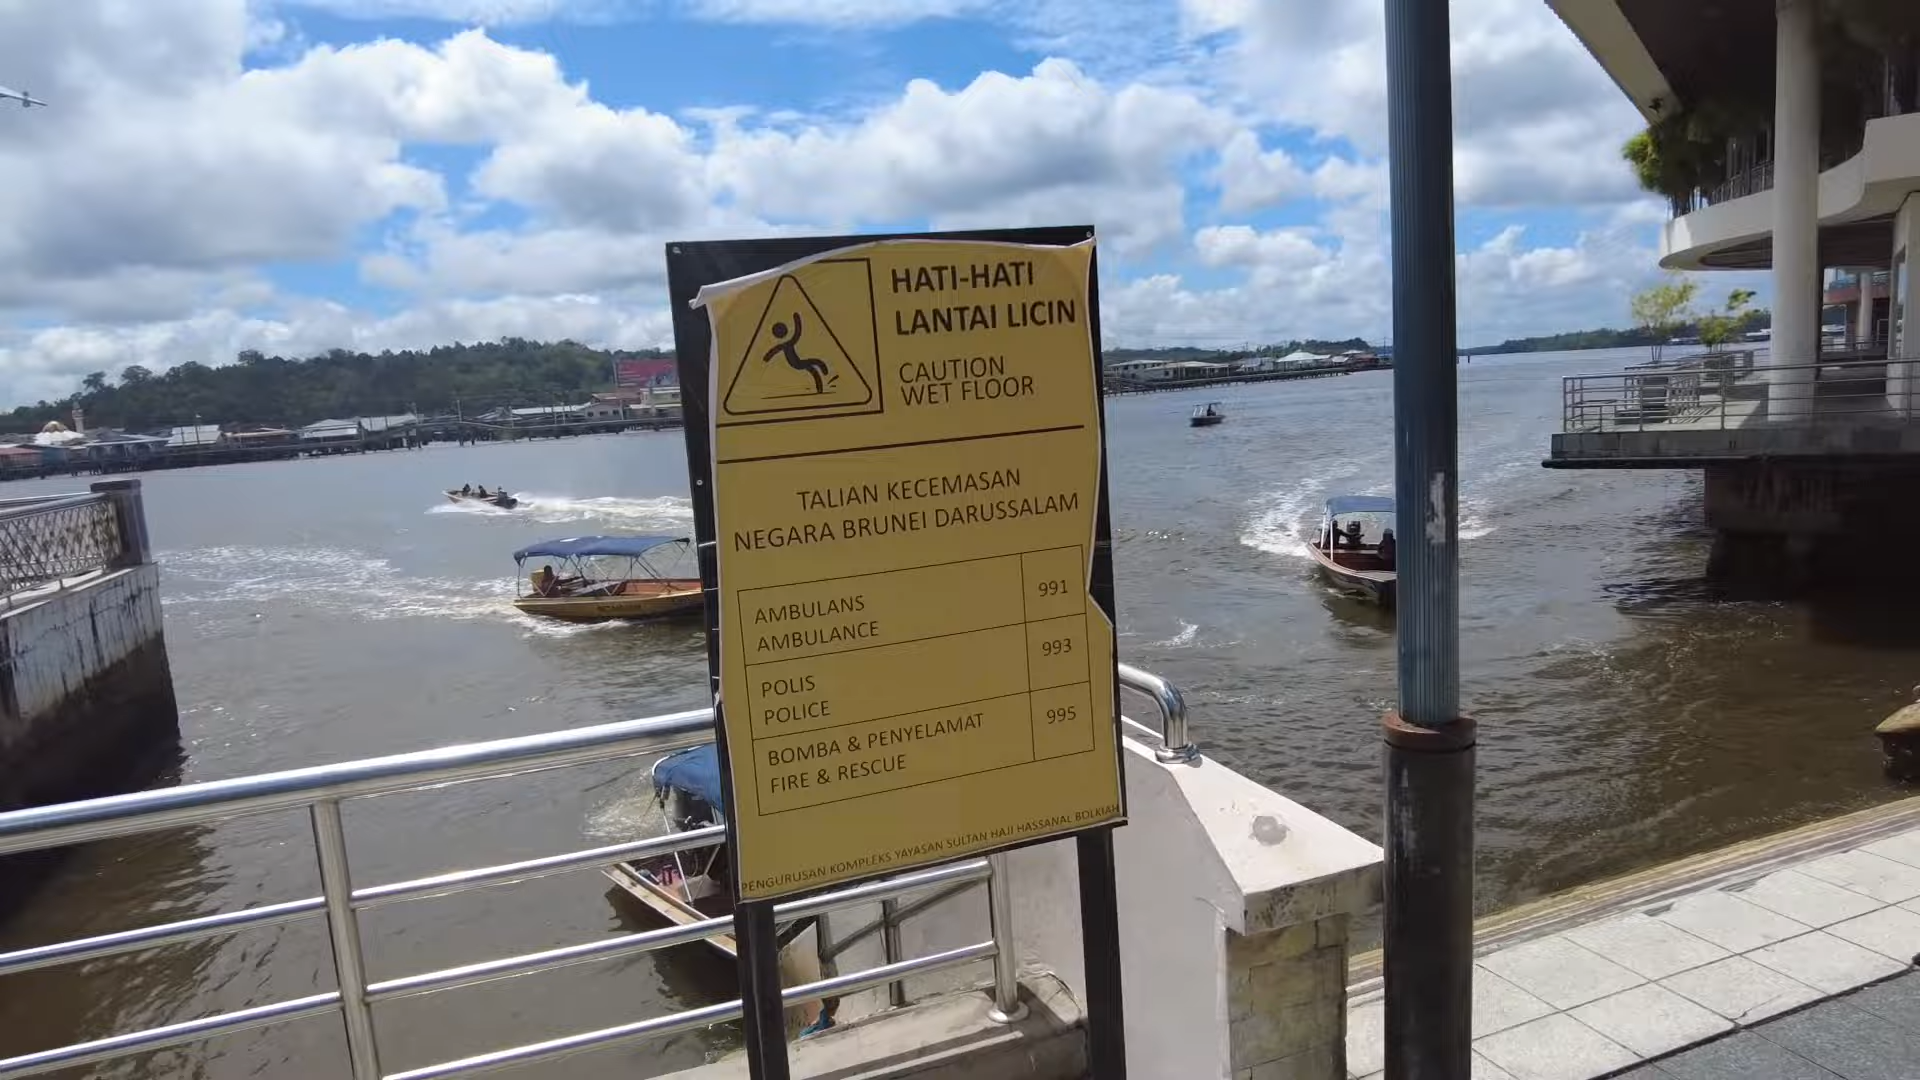 HATI-HATI
LANTAI LICIN
CAUTION
WET FLOOR
TALIAN KECEMASAN
NEGARA BRUNEI DARUSSALAM
AMBULANS
AMBULANCE
991
POLIS
POLICE
993
BOMBA & PENYELAMAT
FIRE & RESCUE
995
PENGURUSAN KOMPLEKS YAYASAN SULTAN HAJI HASSANAL BOLKIAH